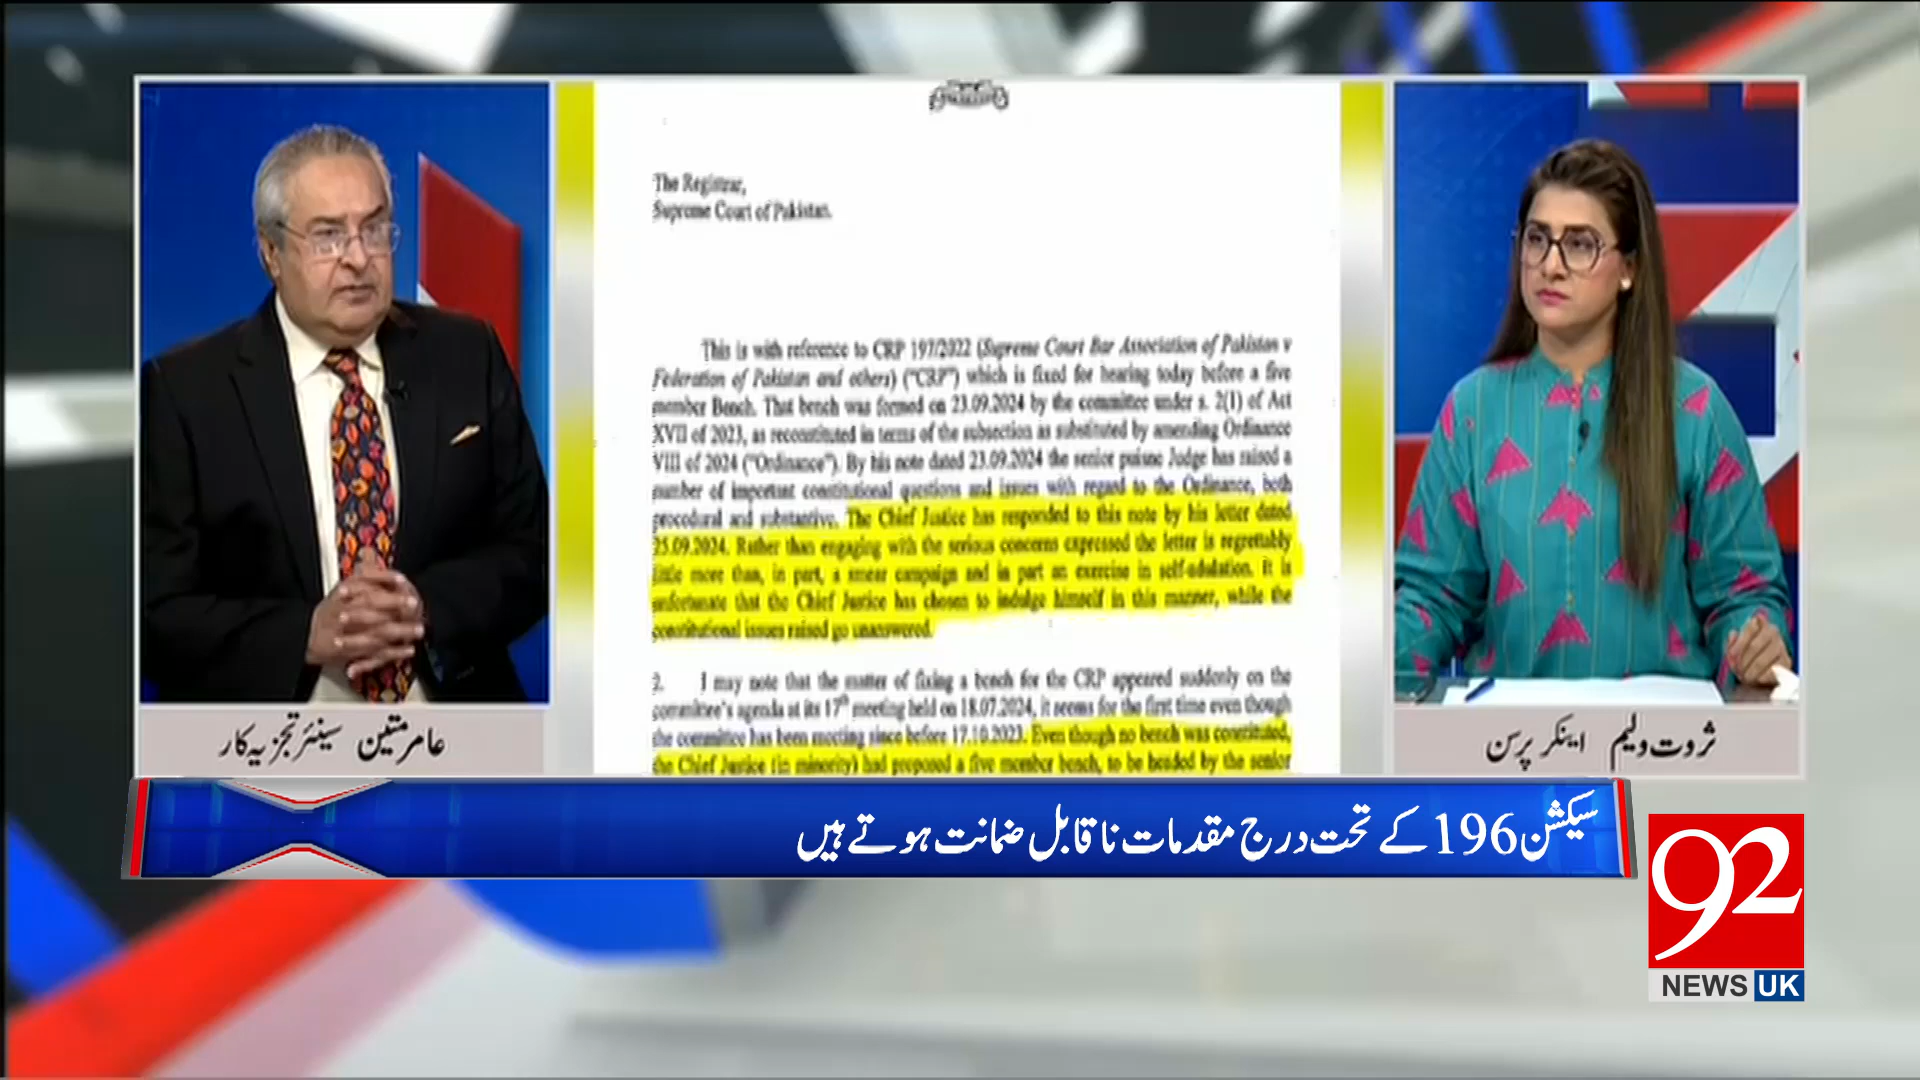 The Registrar,
Supreme Court of Pakistan.
This is with reference to CRP 197/2022 (Supreme Court Bar Association of Pakistan v
Federation of Pakistan and others) ("CRP") which is fixed for hearing today before a five
member Bench. That bench was formed on 23.09.2024 by the committee under s. 2(1) of Act
XVII of 2023, as reconstituted in terms of the subsection as substituted by amending Ordinance
VIII of 2024 ("Ordinance"). By his note dated 23.09.2024 the senior puisne Judge has raised a
number of important constitutional questions and issues with regard to the Ordinance, both
procedural and substantive. The Chief Justice has responded to this note by his letter dated
25.09.2024. Rather than engaging with the serious concerns expressed the letter is regrettably
little more than, in part, a smear campaign and in part an exercise in self-adulation. It is
unfortunate that the Chief Justice has chosen to indulge himself in this manner, while the
constitutional issues raised go unanswered.
2. I may note that the matter of fixing a bench for the CRP appeared suddenly on the
committee's agenda at its 17th meeting held on 18.07.2024, it seems for the first time even though
the committee has been meeting since before 17.10.2023. Even though no bench was constituted,
the Chief Justice (in minority) had proposed a five member bench, to be headed by the senior
عامر متین سینئر تجزیہ کار
ثروت ولیم اینکر پرسن
سیکشن 196 کے تحت درج مقدمات ناقابل ضمانت ہوتے ہیں
92
NEWS UK